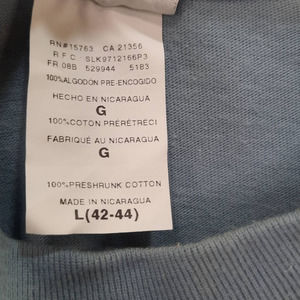 RN#15763 CA 21356
R F C : SLK9712166P3
FR 08B 529944 5183
100%ALGODON PRE-ENCOGIDO
HECHO EN NICARAGUA
G
100%COTON PRÉRÉTRECI
FABRIQUÉ AU NICARAGUA
G
100%PRESHRUNK COTTON
MADE IN NICARAGUA
L(42-44)